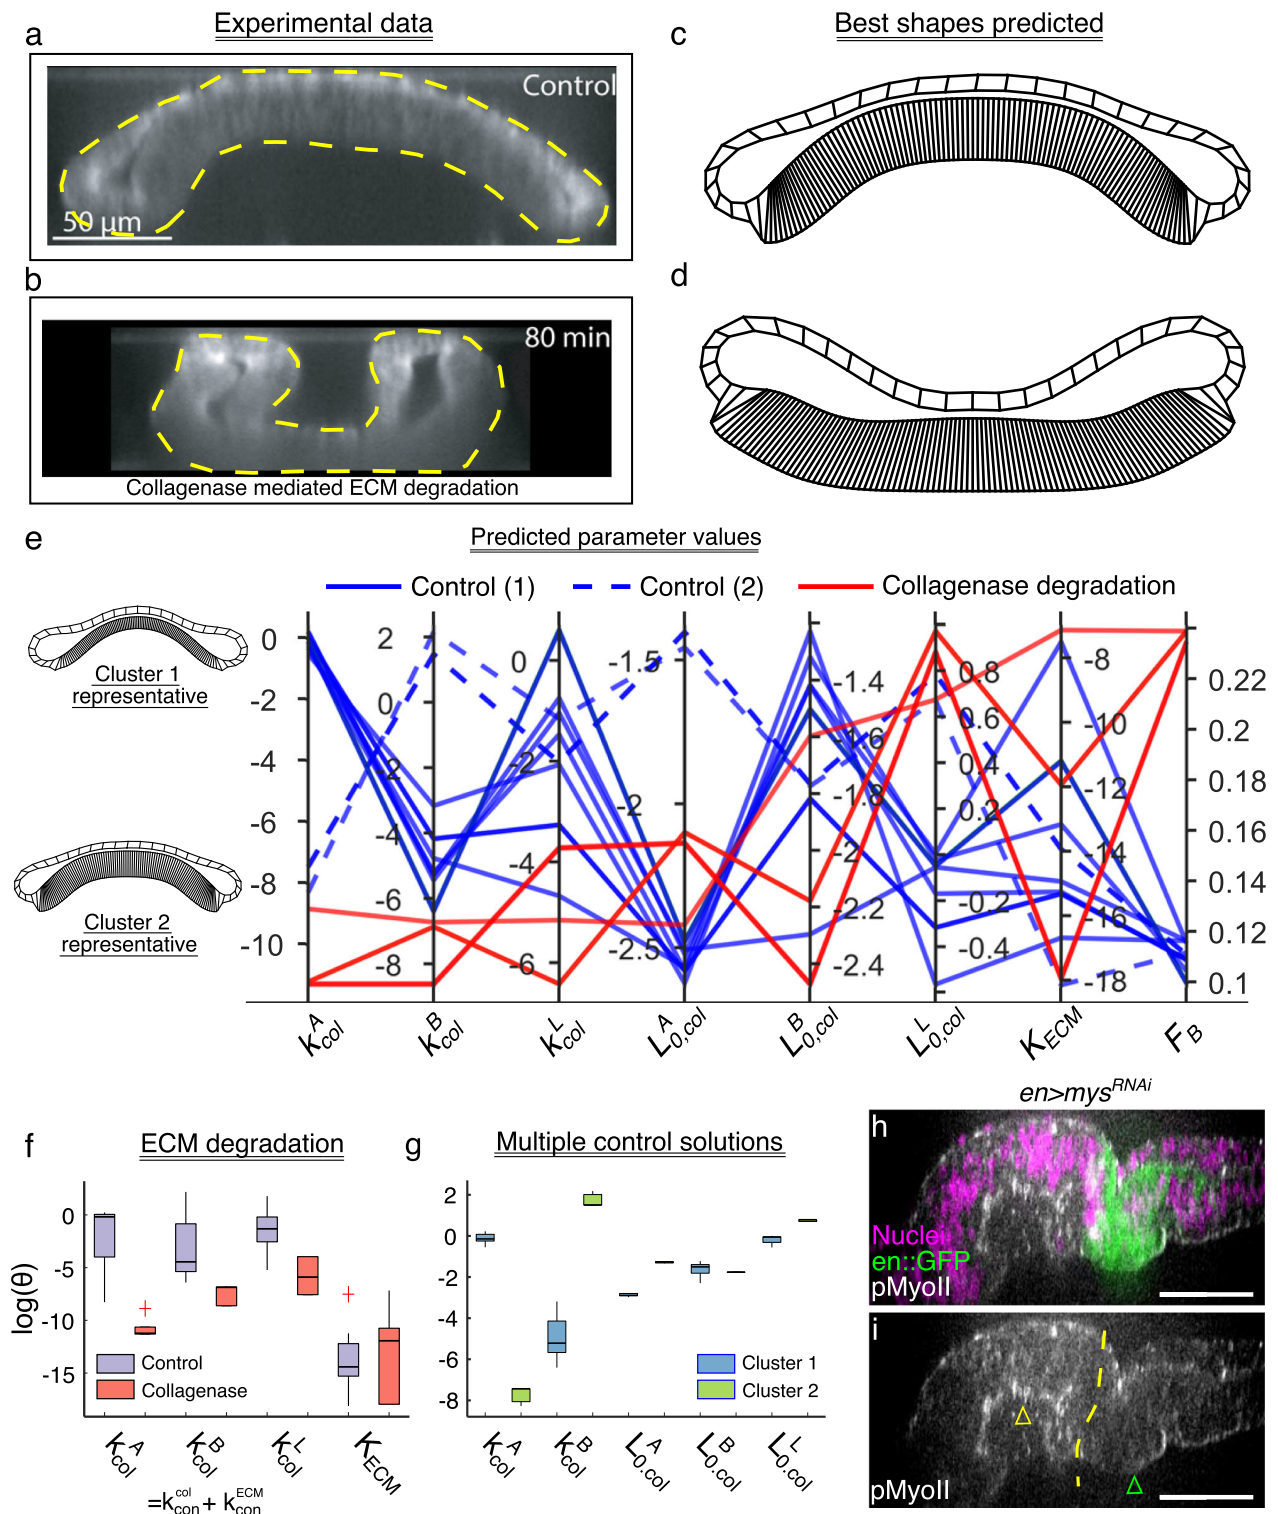 Experimental data
Best shapes predicted
a
Control
50 µm
b
80 min
Collagenase mediated ECM degradation
c
d
e
Predicted parameter values
Control (1)
Control (2)
Collagenase degradation
Cluster 1
representative
Cluster 2
representative
0
-2
-4
-6
-8
-10
2
0
-2
-4
-6
-8
0
-2
-4
-6
-1.5
-2
-2.5
-1.4
-1.6
-1.8
-2
-2.2
-2.4
0.8
0.6
0.4
0.2
-0.2
-0.4
-8
-10
-12
-14
-16
-18
0.22
0.2
0.18
0.16
0.14
0.12
0.1
k^A_col
k^B_col
k^L_col
L^A_0,col
L^B_0,col
L^L_0,col
K_ECM
F_B
f
ECM degradation
log(θ)
0
-5
-10
-15
Control
Collagenase
k^A_col
k^B_col
k^L_col
K_ECM
=k^col_con + k^ECM_con
g
Multiple control solutions
2
0
-2
-4
-6
-8
Cluster 1
Cluster 2
k^A_col
k^B_col
L^A_0.col
L^B_0.col
L^L_0.col
en>mys^RNAi
h
Nuclei
en::GFP
pMyoII
i
pMyoII